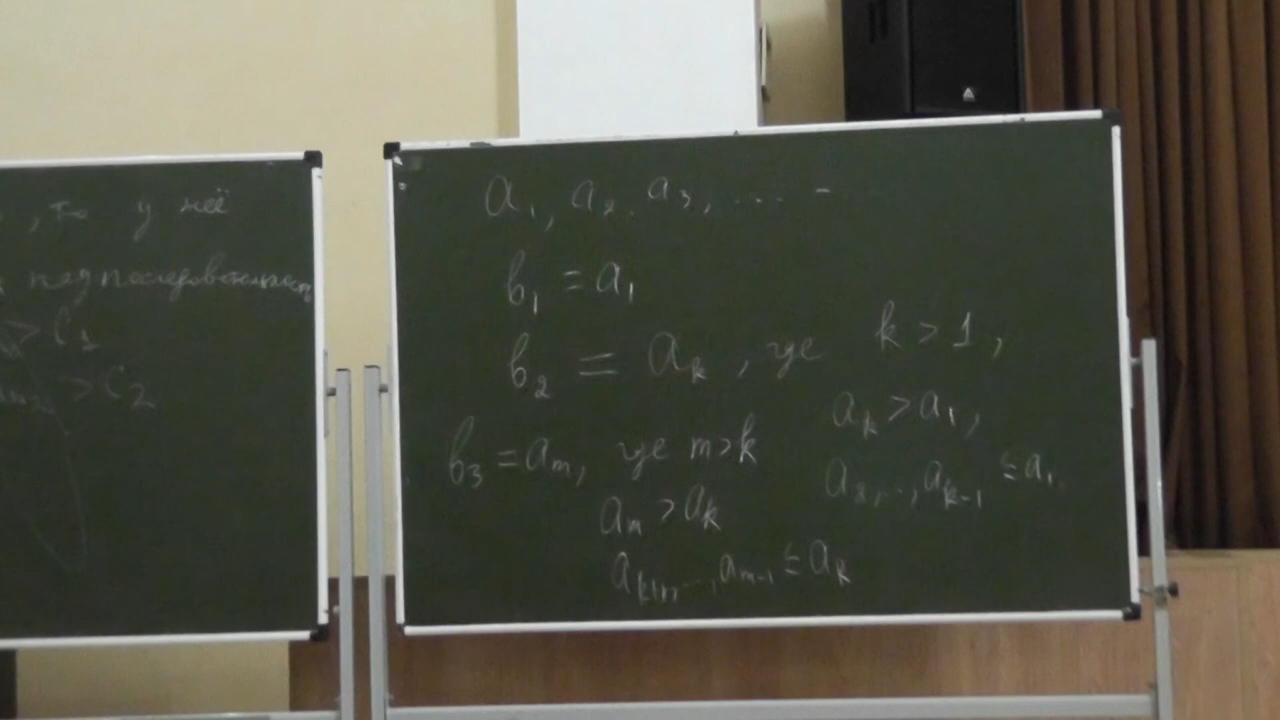 , то у неё
подпоследовательн
> C₁
> C₂
a₁, a₂, a₃, .... -
b₁ = a₁
b₂ = aₖ, где k > 1,
aₖ > a₁,
a₂,..,aₖ₋₁ ≤ a₁
b₃ = aₘ, где m>k
aₘ > aₖ
aₖ₊₁,...,aₘ₋₁ ≤ aₖ